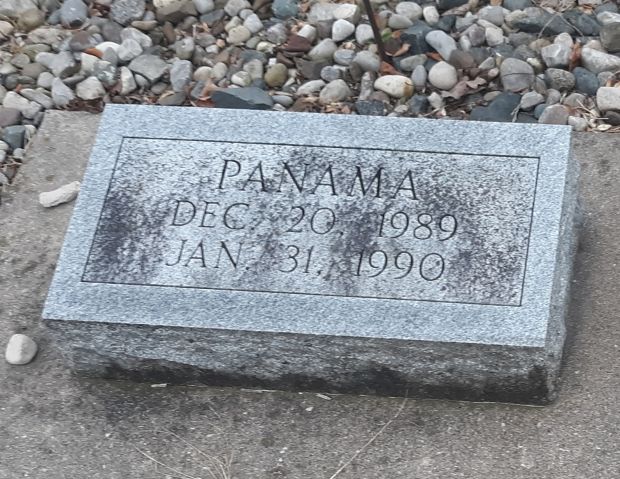 PANAMA
DEC. 20, 1989
JAN. 31, 1990